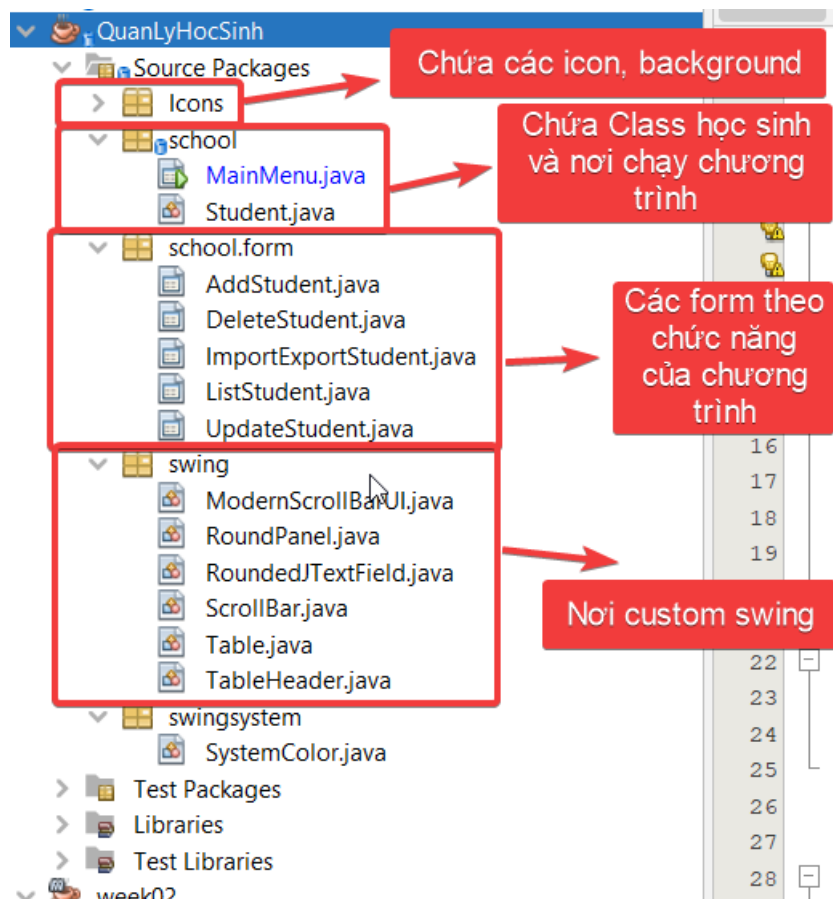 QuanLyHocSinh
Source Packages
Chứa các icon, background
Icons
school
Chứa Class học sinh
và nơi chạy chương
trình
MainMenu.java
Student.java
school.form
AddStudent.java
DeleteStudent.java
Các form theo
chức năng
của chương
trình
ImportExportStudent.java
ListStudent.java
UpdateStudent.java
16
swing
17
ModernScrollBarUI.java
18
RoundPanel.java
19
RoundedJTextField.java
ScrollBar.java
Nơi custom swing
Table.java
22
TableHeader.java
23
swingsystem
24
SystemColor.java
25
Test Packages
26
Libraries
27
Test Libraries
28
week02